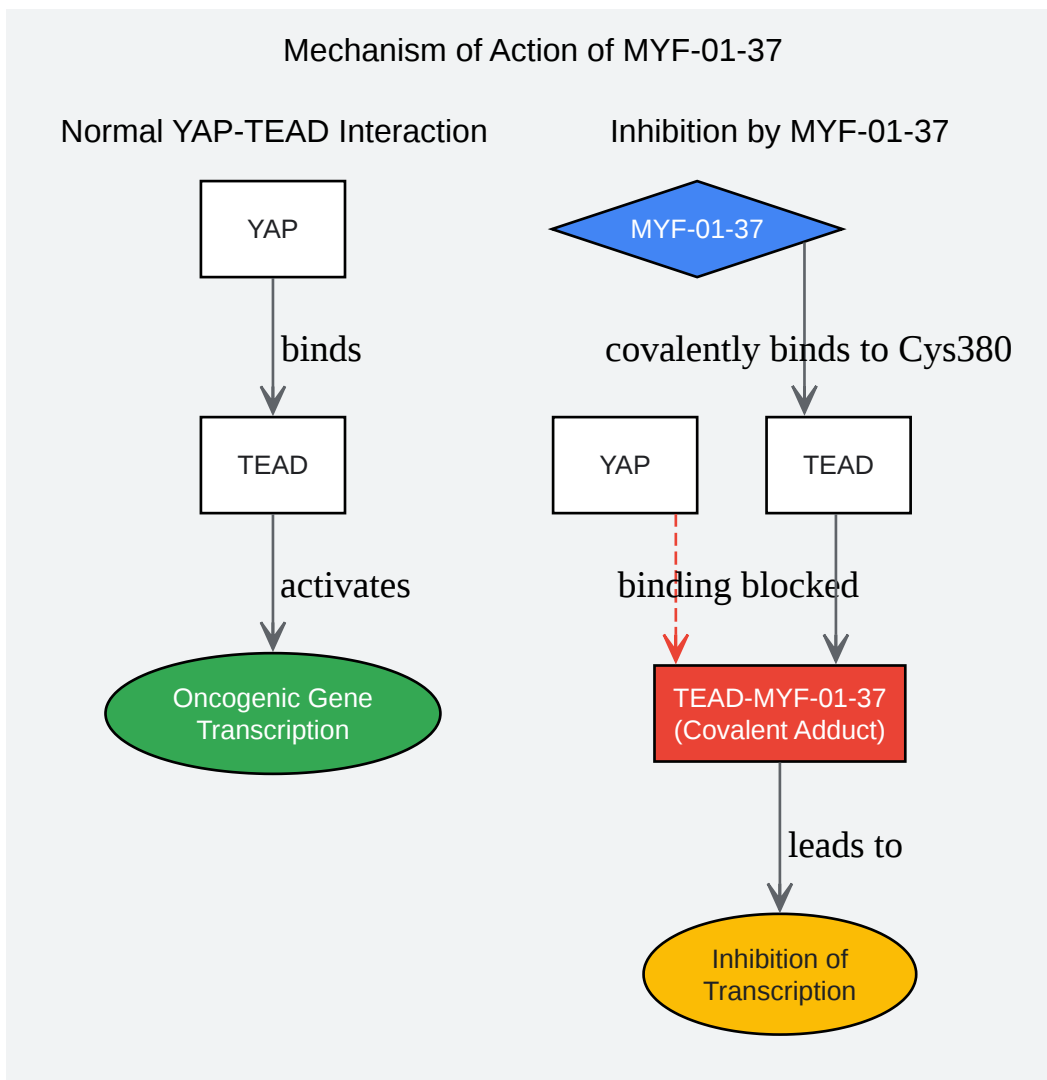 Mechanism of Action of MYF-01-37
Normal YAP-TEAD Interaction
YAP
binds
TEAD
activates
Oncogenic Gene
Transcription
Inhibition by MYF-01-37
MYF-01-37
covalently binds to Cys380
YAP
TEAD
binding blocked
TEAD-MYF-01-37
(Covalent Adduct)
leads to
Inhibition of
Transcription